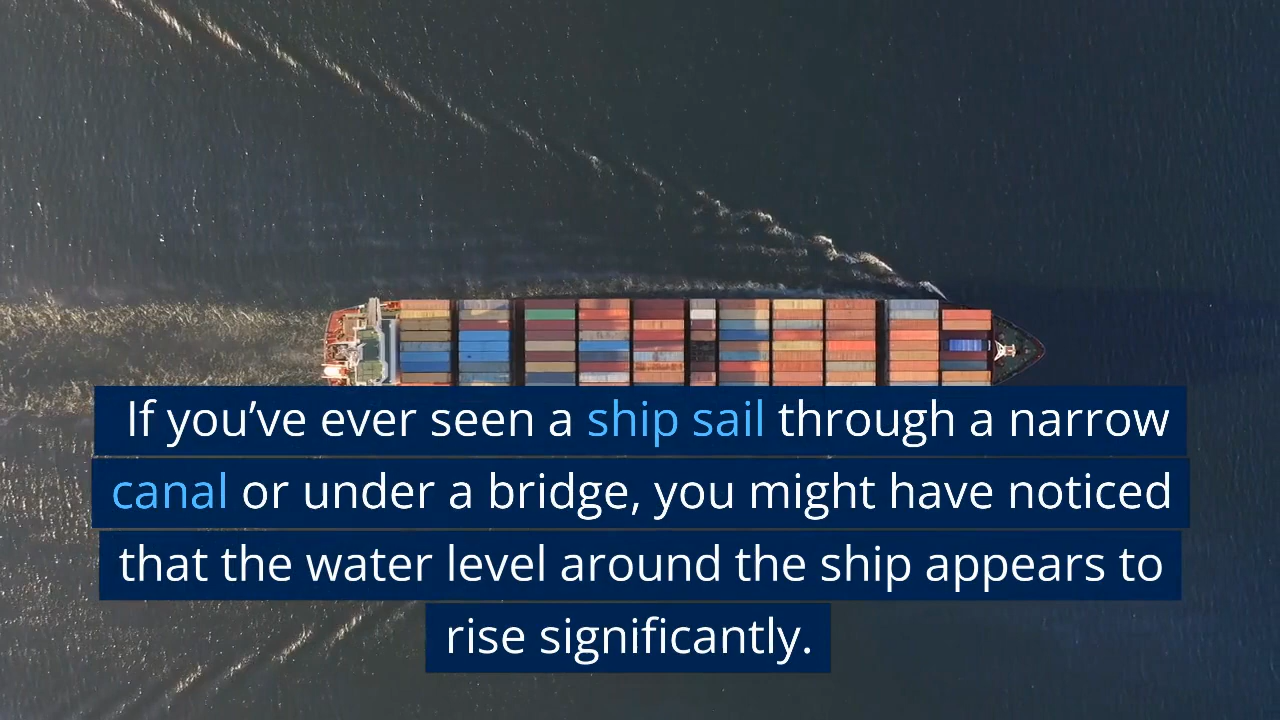 If you’ve ever seen a ship sail through a narrow
canal or under a bridge, you might have noticed
that the water level around the ship appears to
rise significantly.